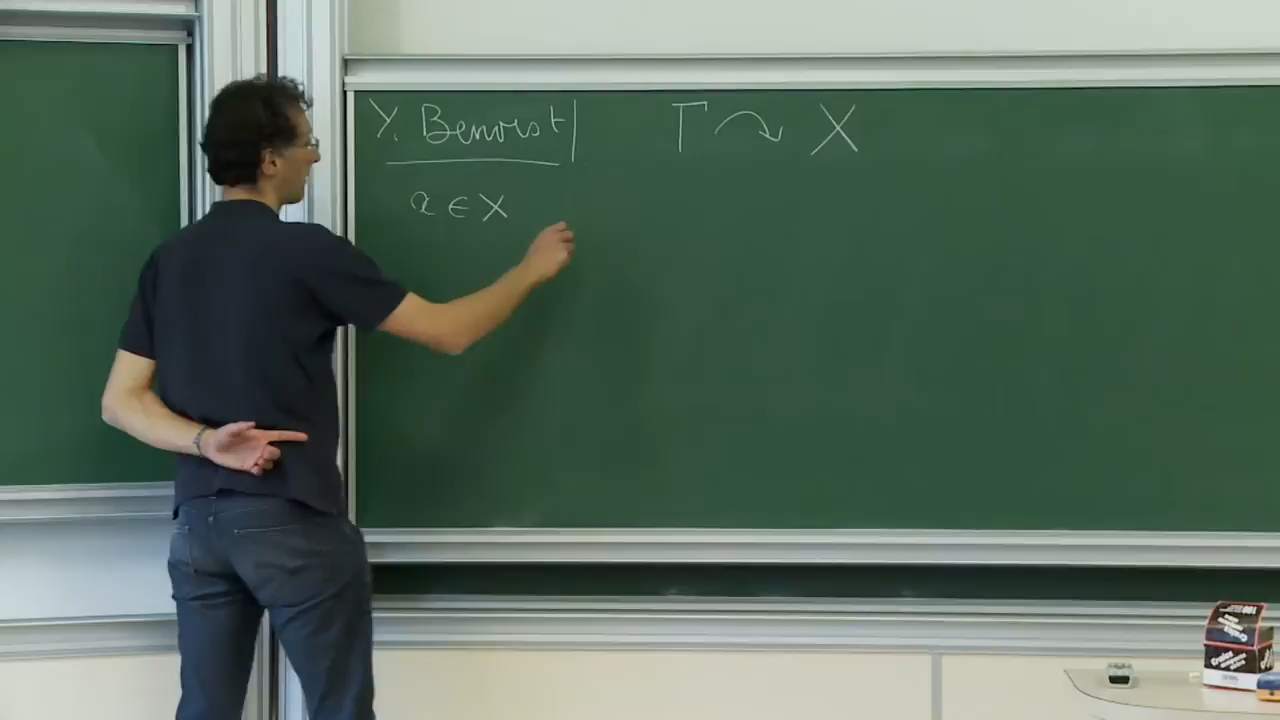 Y. Benoist Γ ↷ X
x ∈ X